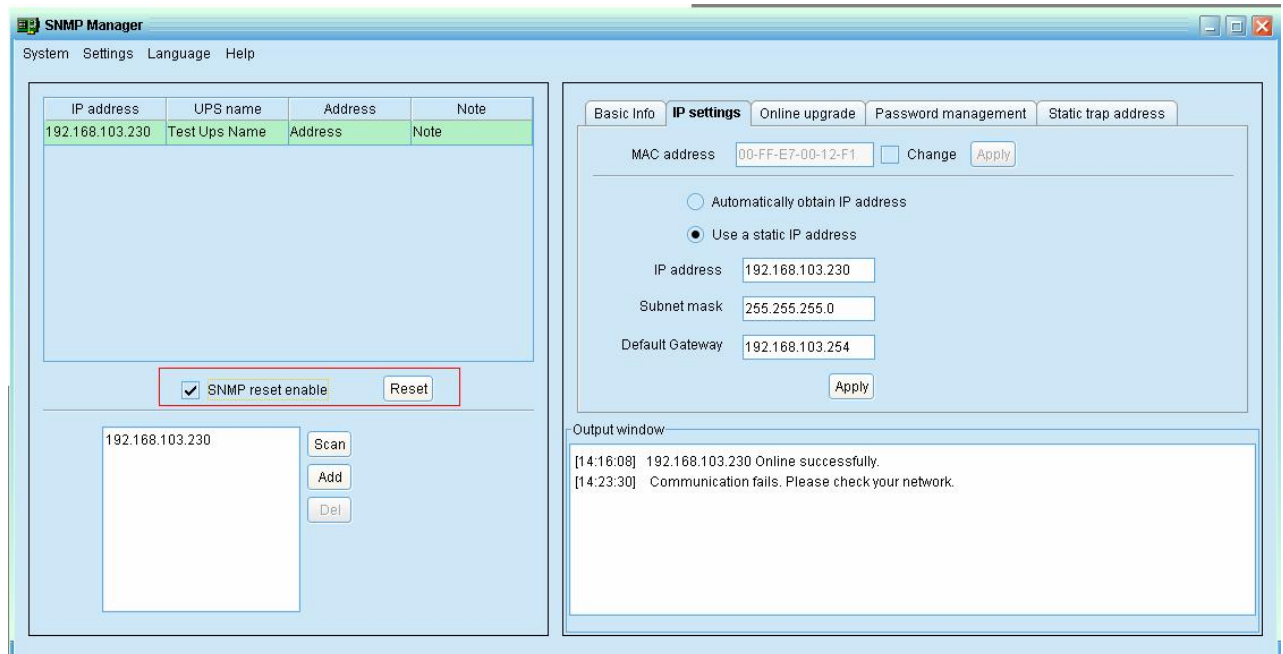 SNMP Manager
System Settings Language Help
IP address UPS name Address Note
192.168.103.230 Test Ups Name Address Note
SNMP reset enable Reset
192.168.103.230
Scan
Add
Del
Basic Info IP settings Online upgrade Password management Static trap address
MAC address 00-FF-E7-00-12-F1 Change Apply
Automatically obtain IP address
Use a static IP address
IP address 192.168.103.230
Subnet mask 255.255.255.0
Default Gateway 192.168.103.254
Apply
Output window
[14:16:08] 192.168.103.230 Online successfully.
[14:23:30] Communication fails. Please check your network.